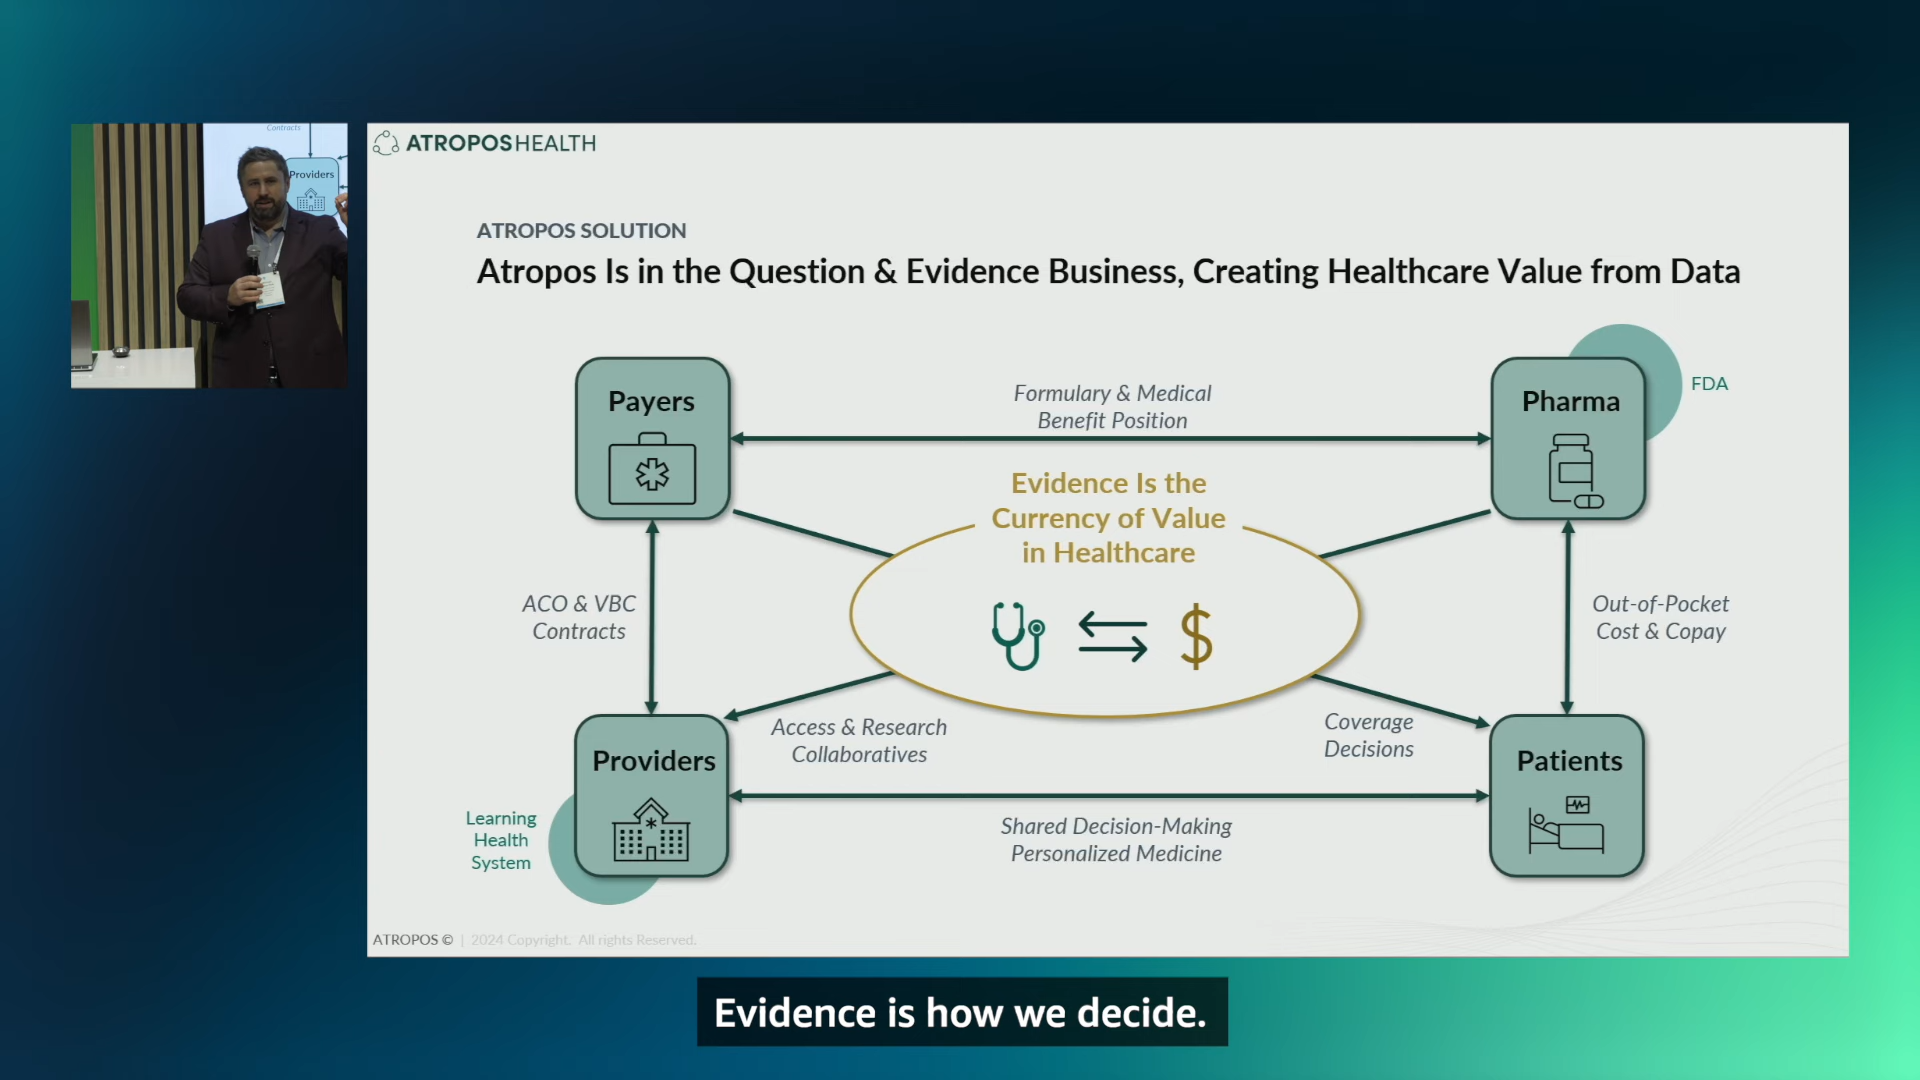 Contracts
Providers
ATROPOSHEALTH
ATROPOS SOLUTION
Atropos Is in the Question & Evidence Business, Creating Healthcare Value from Data
Payers
Formulary & Medical
Benefit Position
Pharma
FDA
Evidence Is the
Currency of Value
in Healthcare
$
ACO & VBC
Contracts
Out-of-Pocket
Cost & Copay
Access & Research
Collaboratives
Coverage
Decisions
Providers
Patients
Learning
Health
System
Shared Decision-Making
Personalized Medicine
ATROPOS © | 2024 Copyright. All rights Reserved.
Evidence is how we decide.